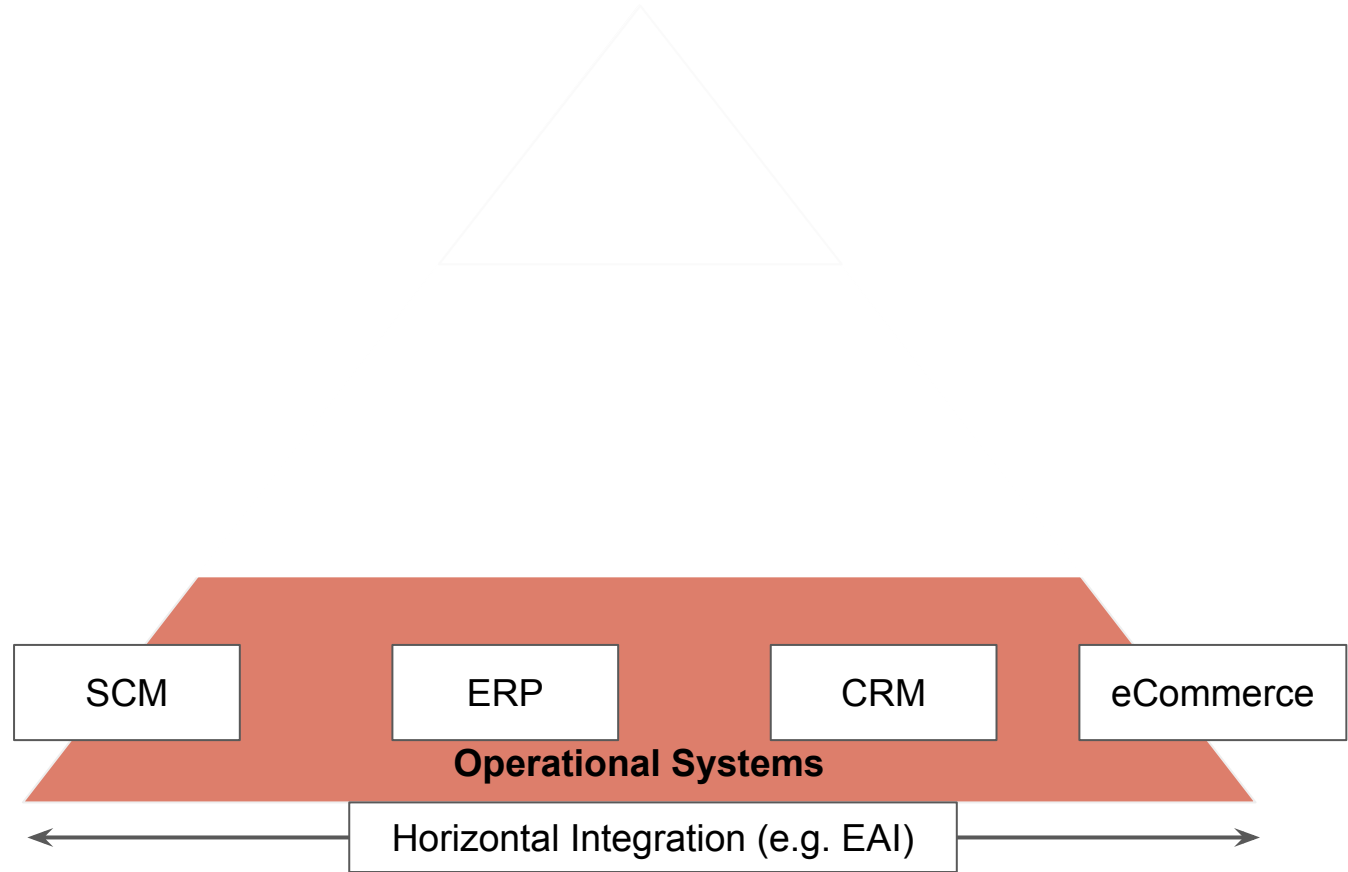 SCM
ERP
CRM
eCommerce
Operational Systems
Horizontal Integration (e.g. EAI)